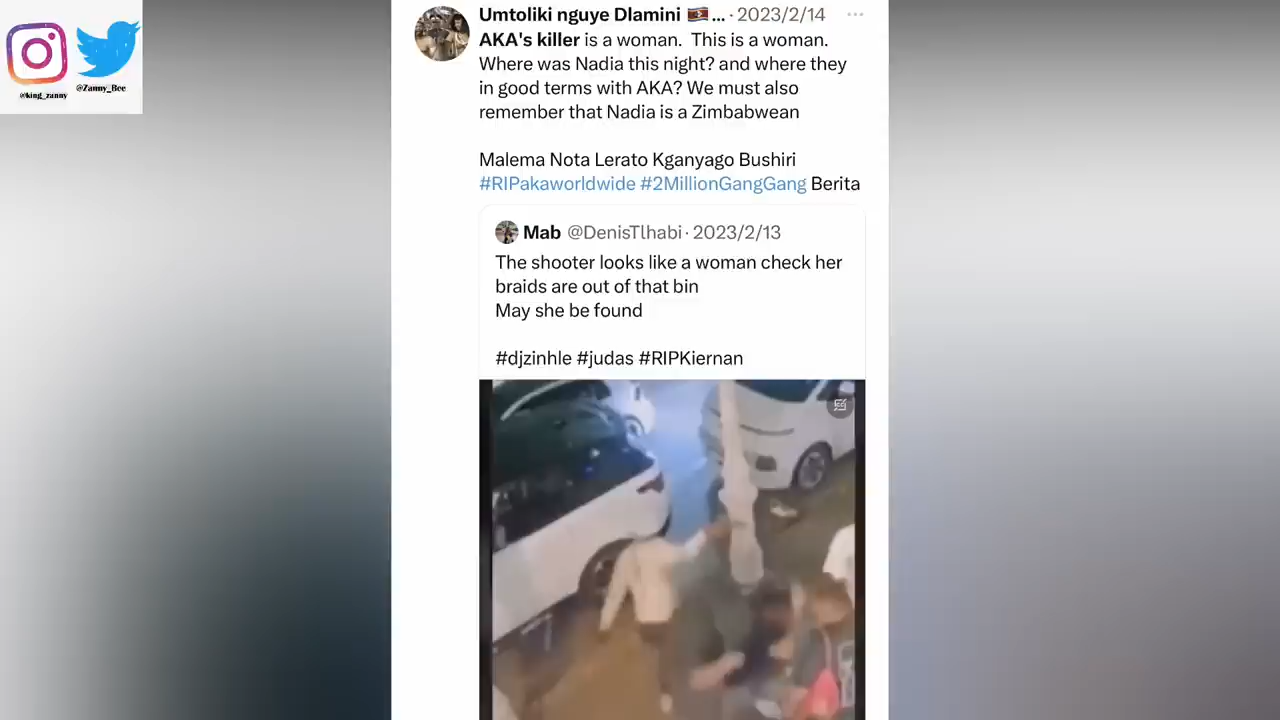 @king_zanny
@Zanny_Bee
Umtoliki nguye Dlamini 🇸🇿... · 2023/2/14
AKA's killer is a woman. This is a woman.
Where was Nadia this night? and where they
in good terms with AKA? We must also
remember that Nadia is a Zimbabwean
Malema Nota Lerato Kganyago Bushiri
#RIPakaworldwide #2MillionGangGang Berita
Mab @DenisTlhabi · 2023/2/13
The shooter looks like a woman check her
braids are out of that bin
May she be found
#djzinhle #judas #RIPKiernan